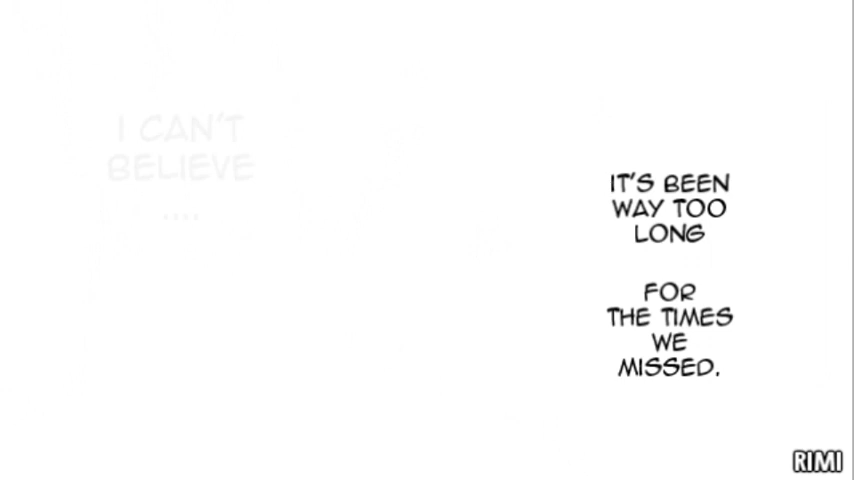 I CAN'T
BELIEVE
....
IT'S BEEN
WAY TOO
LONG
FOR
THE TIMES
WE
MISSED.
RIMI